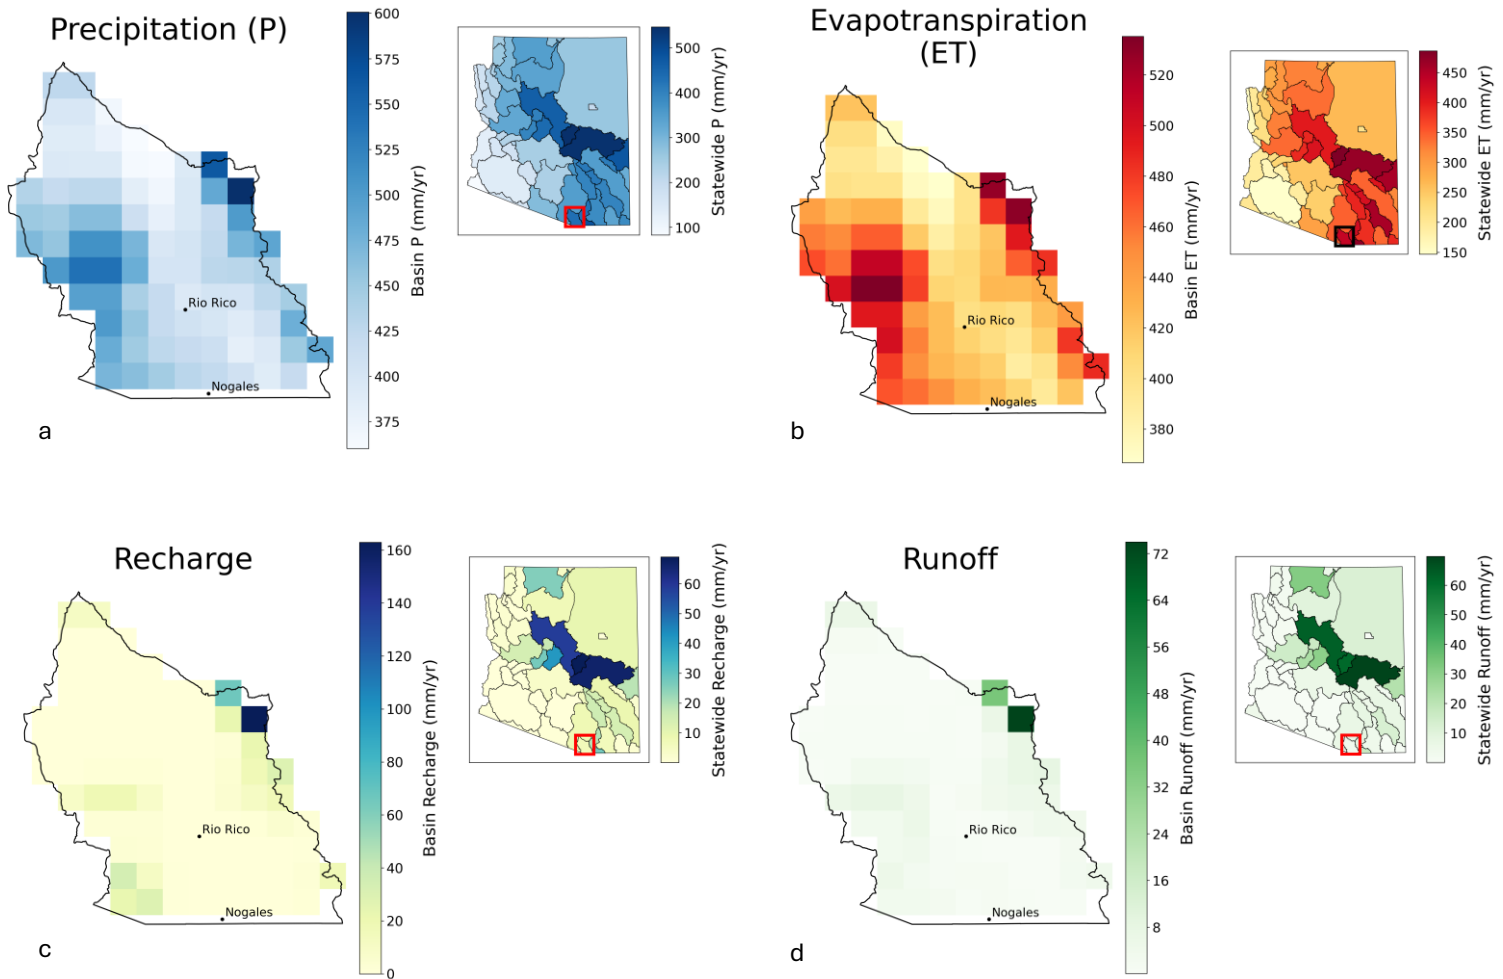 Precipitation (P)
600
575
550
525
500
475
450
425
400
375
Basin P (mm/yr)
500
400
300
200
100
Statewide P (mm/yr)
Rio Rico
Nogales
a
Evapotranspiration
(ET)
520
500
480
460
440
420
400
380
Basin ET (mm/yr)
450
400
350
300
250
200
150
Statewide ET (mm/yr)
Rio Rico
Nogales
b
Recharge
160
140
120
100
80
60
40
20
0
Basin Recharge (mm/yr)
60
50
40
30
20
10
Statewide Recharge (mm/yr)
Rio Rico
Nogales
c
Runoff
72
64
56
48
40
32
24
16
8
Basin Runoff (mm/yr)
60
50
40
30
20
10
Statewide Runoff (mm/yr)
Rio Rico
Nogales
d